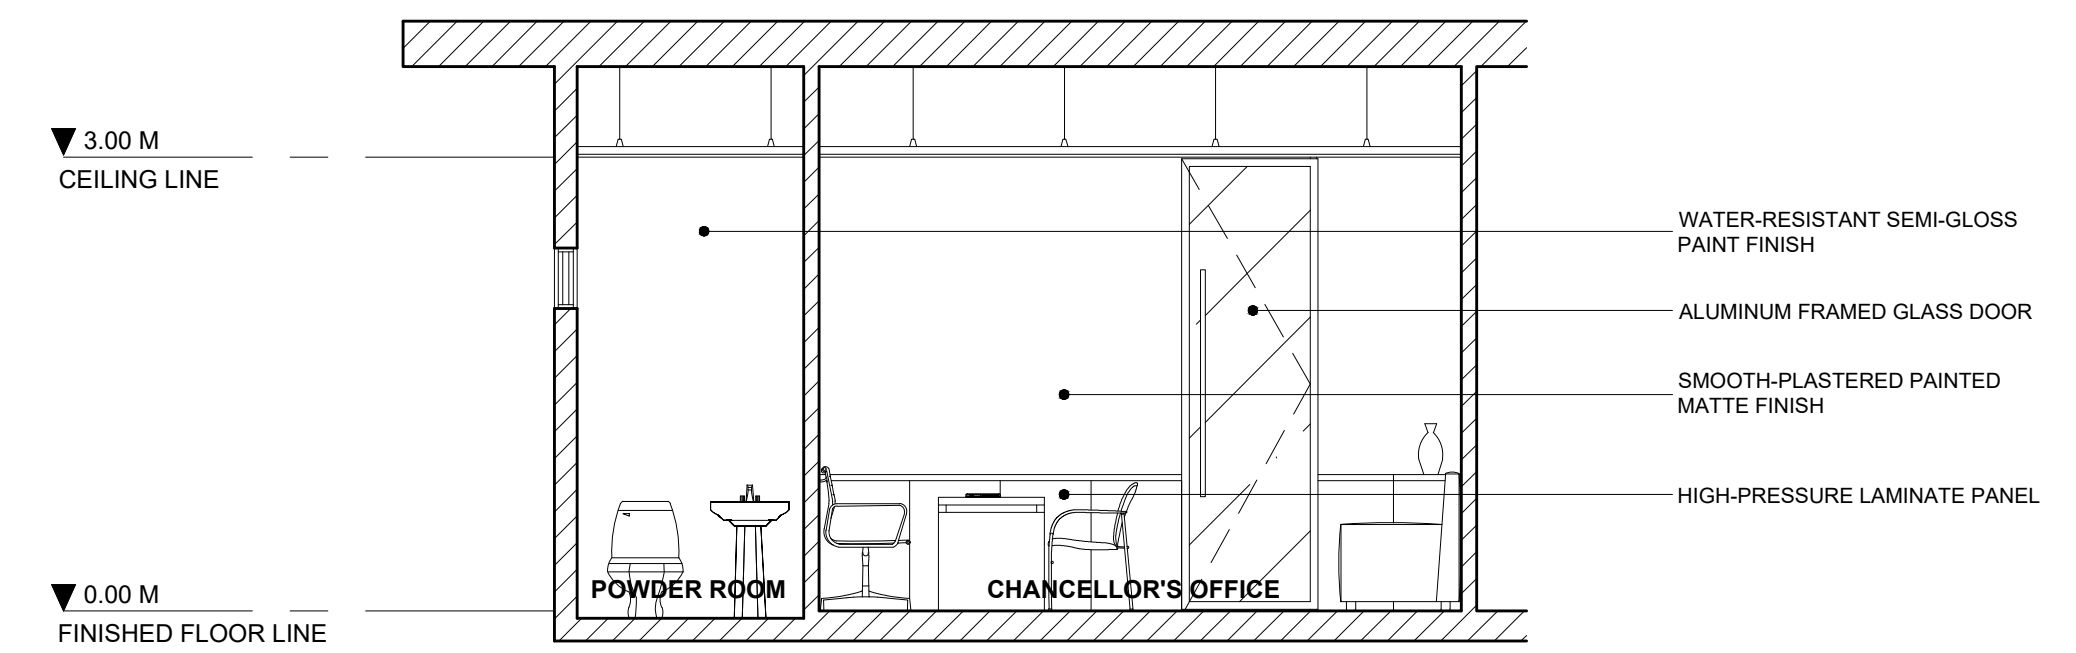 3.00 M
CEILING LINE
WATER-RESISTANT SEMI-GLOSS
PAINT FINISH
ALUMINUM FRAMED GLASS DOOR
SMOOTH-PLASTERED PAINTED
MATTE FINISH
HIGH-PRESSURE LAMINATE PANEL
POWDER ROOM
CHANCELLOR'S OFFICE
0.00 M
FINISHED FLOOR LINE